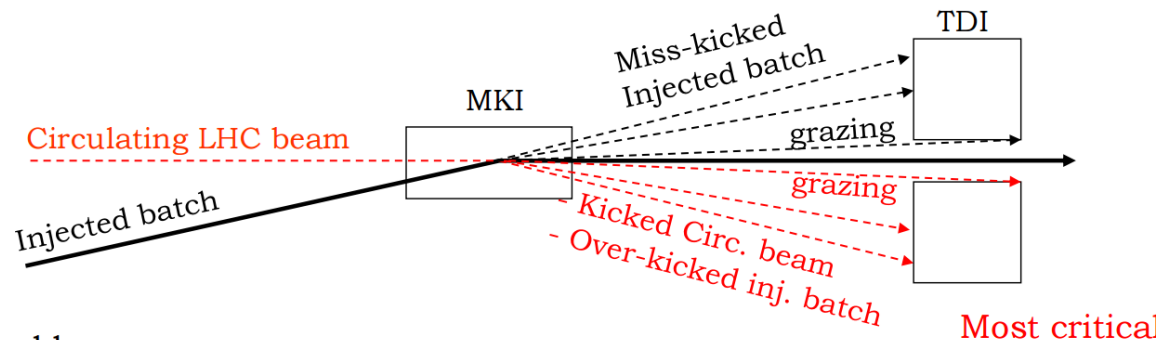 TDI
Miss-kicked
Injected batch
MKI
Circulating LHC beam
grazing
grazing
Injected batch
- Kicked Circ. beam
- Over-kicked inj. batch
Most critical